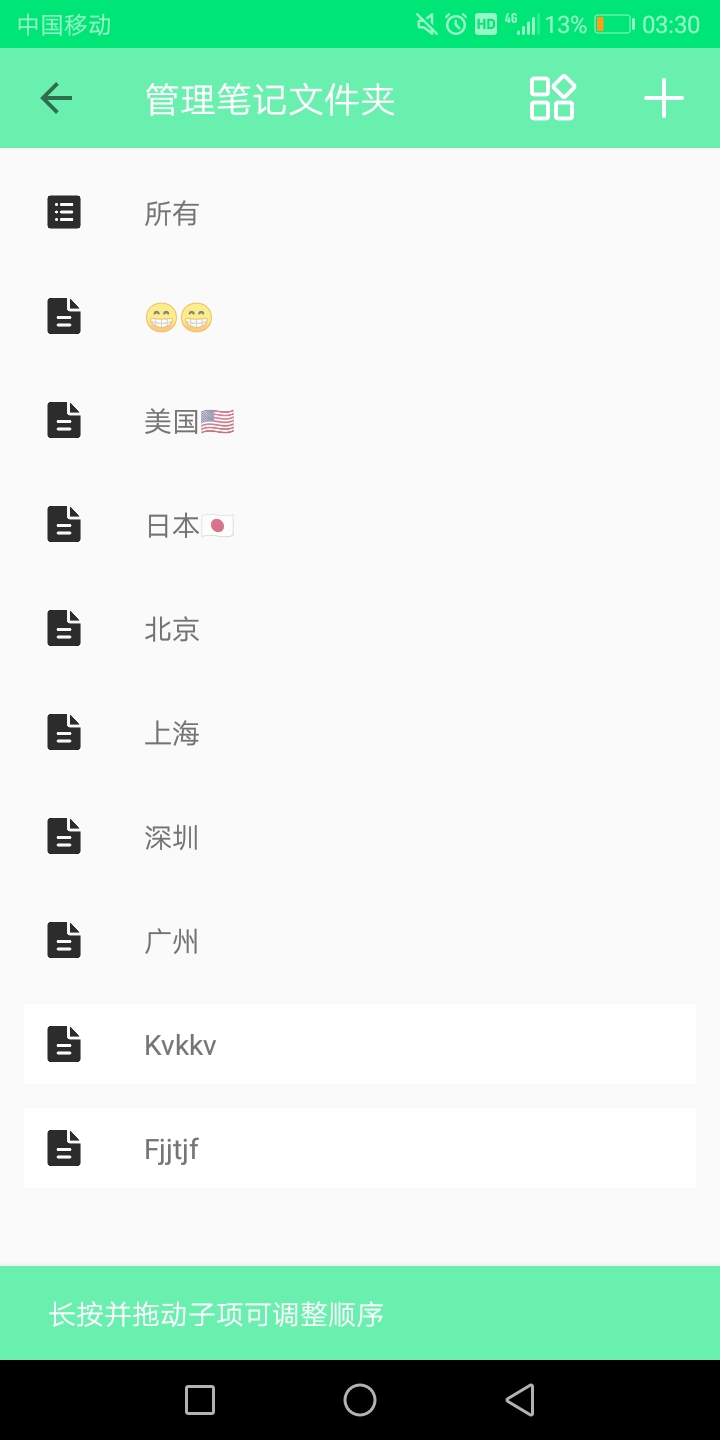 中国移动 HD 4G 13% 03:30
管理笔记文件夹
所有
😁😁
美国🇺🇸
日本🇯🇵
北京
上海
深圳
广州
Kvkkv
Fjjtjf
长按并拖动子项可调整顺序